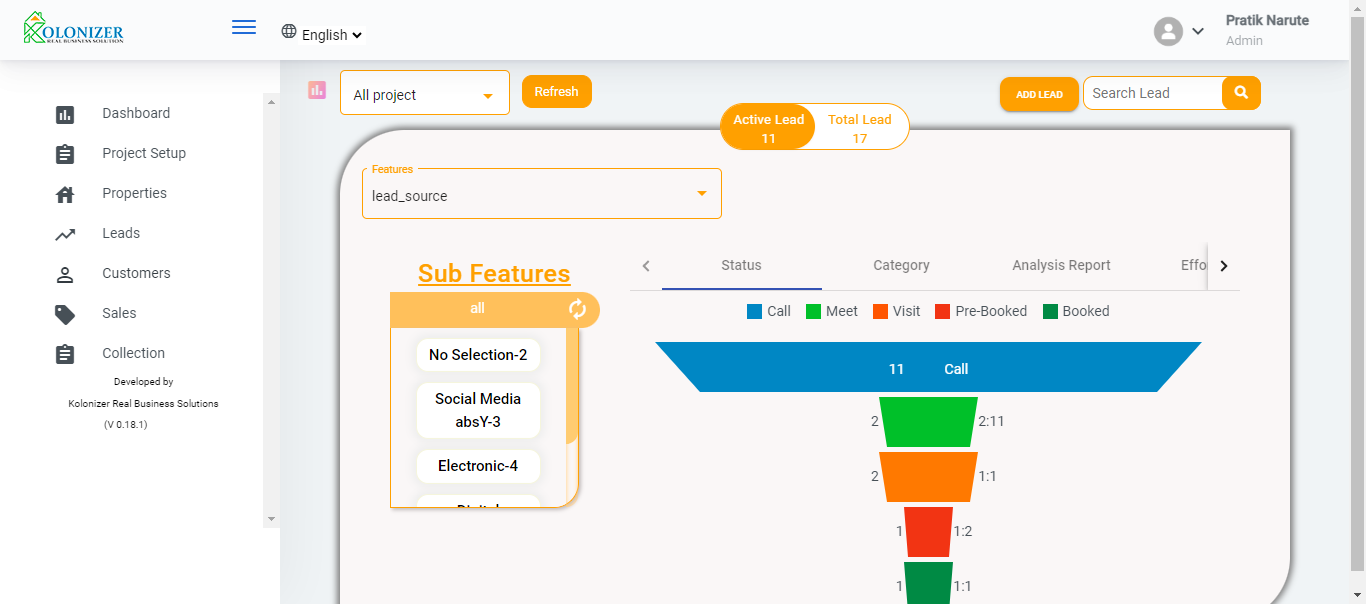 KOLONIZER
REAL BUSINESS SOLUTION
English
Pratik Narute
Admin
Dashboard
Project Setup
Properties
Leads
Customers
Sales
Collection
Developed by
Kolonizer Real Business Solutions
(V 0.18.1)
All project
Refresh
ADD LEAD
Search Lead
Active Lead
11
Total Lead
17
Features
lead_source
Sub Features
all
No Selection-2
Social Media
absY-3
Electronic-4
Digital
Status
Category
Analysis Report
Effo
Call
Meet
Visit
Pre-Booked
Booked
11 Call
2 2:11
2 1:1
1 1:2
1 1:1